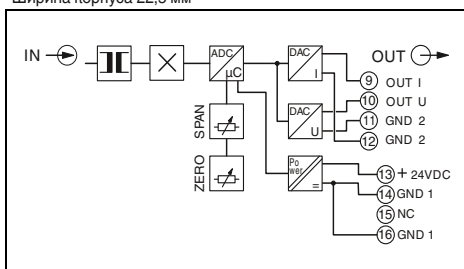 Ширина корпуса 22,5 мм
IN
OUT
ADC
µC
DAC
I
DAC
U
SPAN
ZERO
Po
wer
=
9 OUT I
10 OUT U
11 GND 2
12 GND 2
13 + 24VDC
14 GND 1
15 NC
16 GND 1